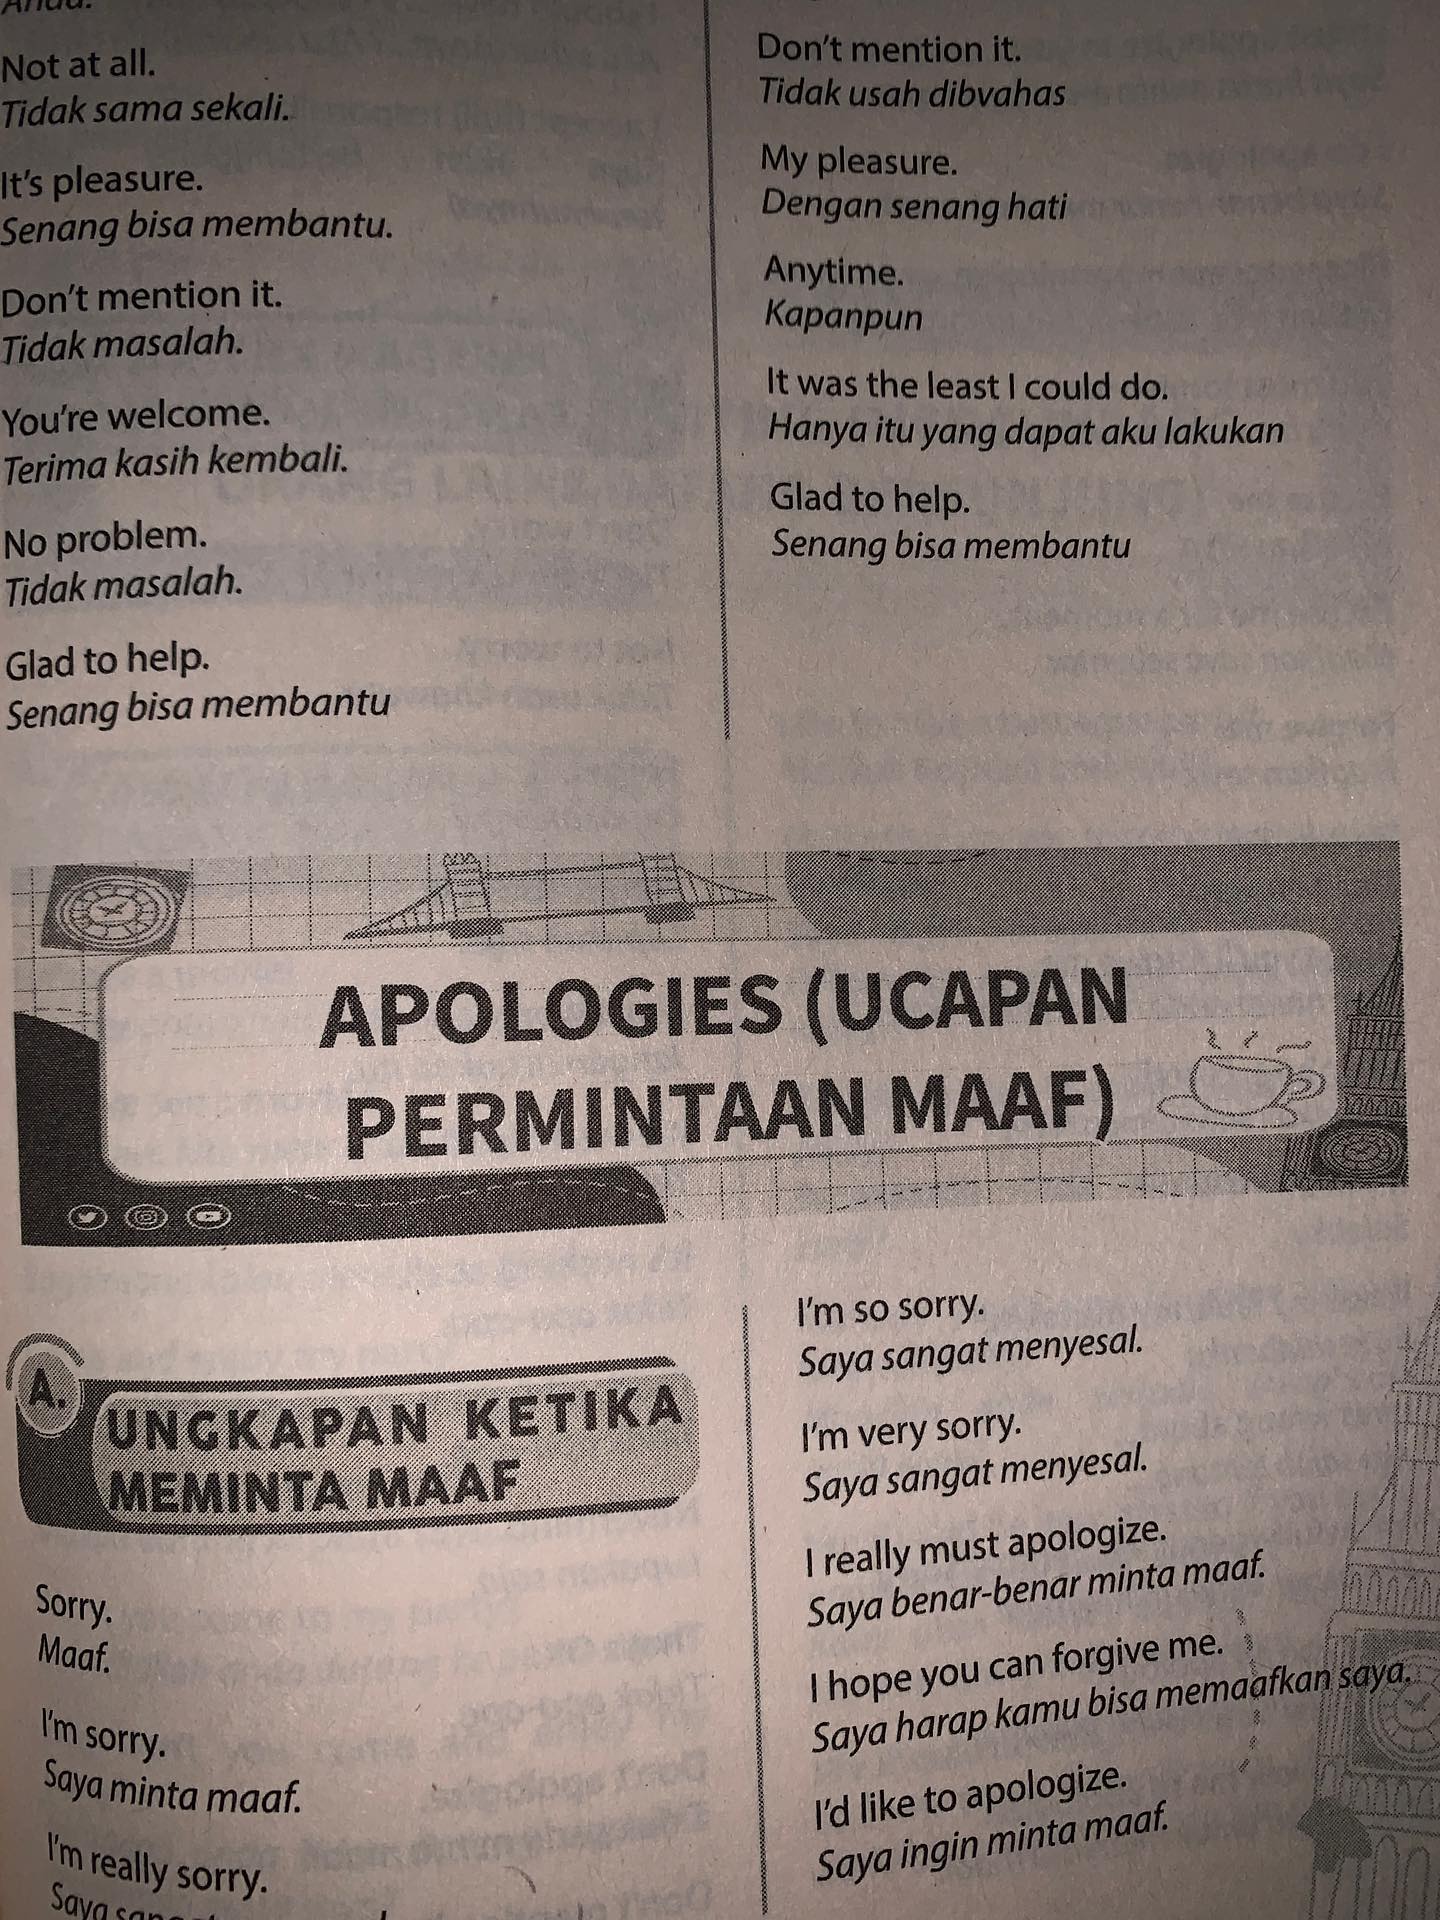 Anda.
Not at all.
Tidak sama sekali.
It's pleasure.
Senang bisa membantu.
Don't mention it.
Tidak masalah.
You're welcome.
Terima kasih kembali.
No problem.
Tidak masalah.
Glad to help.
Senang bisa membantu
Don't mention it.
Tidak usah dibvahas
My pleasure.
Dengan senang hati
Anytime.
Kapanpun
It was the least I could do.
Hanya itu yang dapat aku lakukan
Glad to help.
Senang bisa membantu
APOLOGIES (UCAPAN
PERMINTAAN MAAF)
A.
UNGKAPAN KETIKA
MEMINTA MAAF
Sorry.
Maaf.
I'm sorry.
Saya minta maaf.
I'm really sorry.
Saya
I'm so sorry.
Saya sangat menyesal.
I'm very sorry.
Saya sangat menyesal.
I really must apologize.
Saya benar-benar minta maaf.
I hope you can forgive me.
Saya harap kamu bisa memaafkan saya.
I'd like to apologize.
Saya ingin minta maaf.